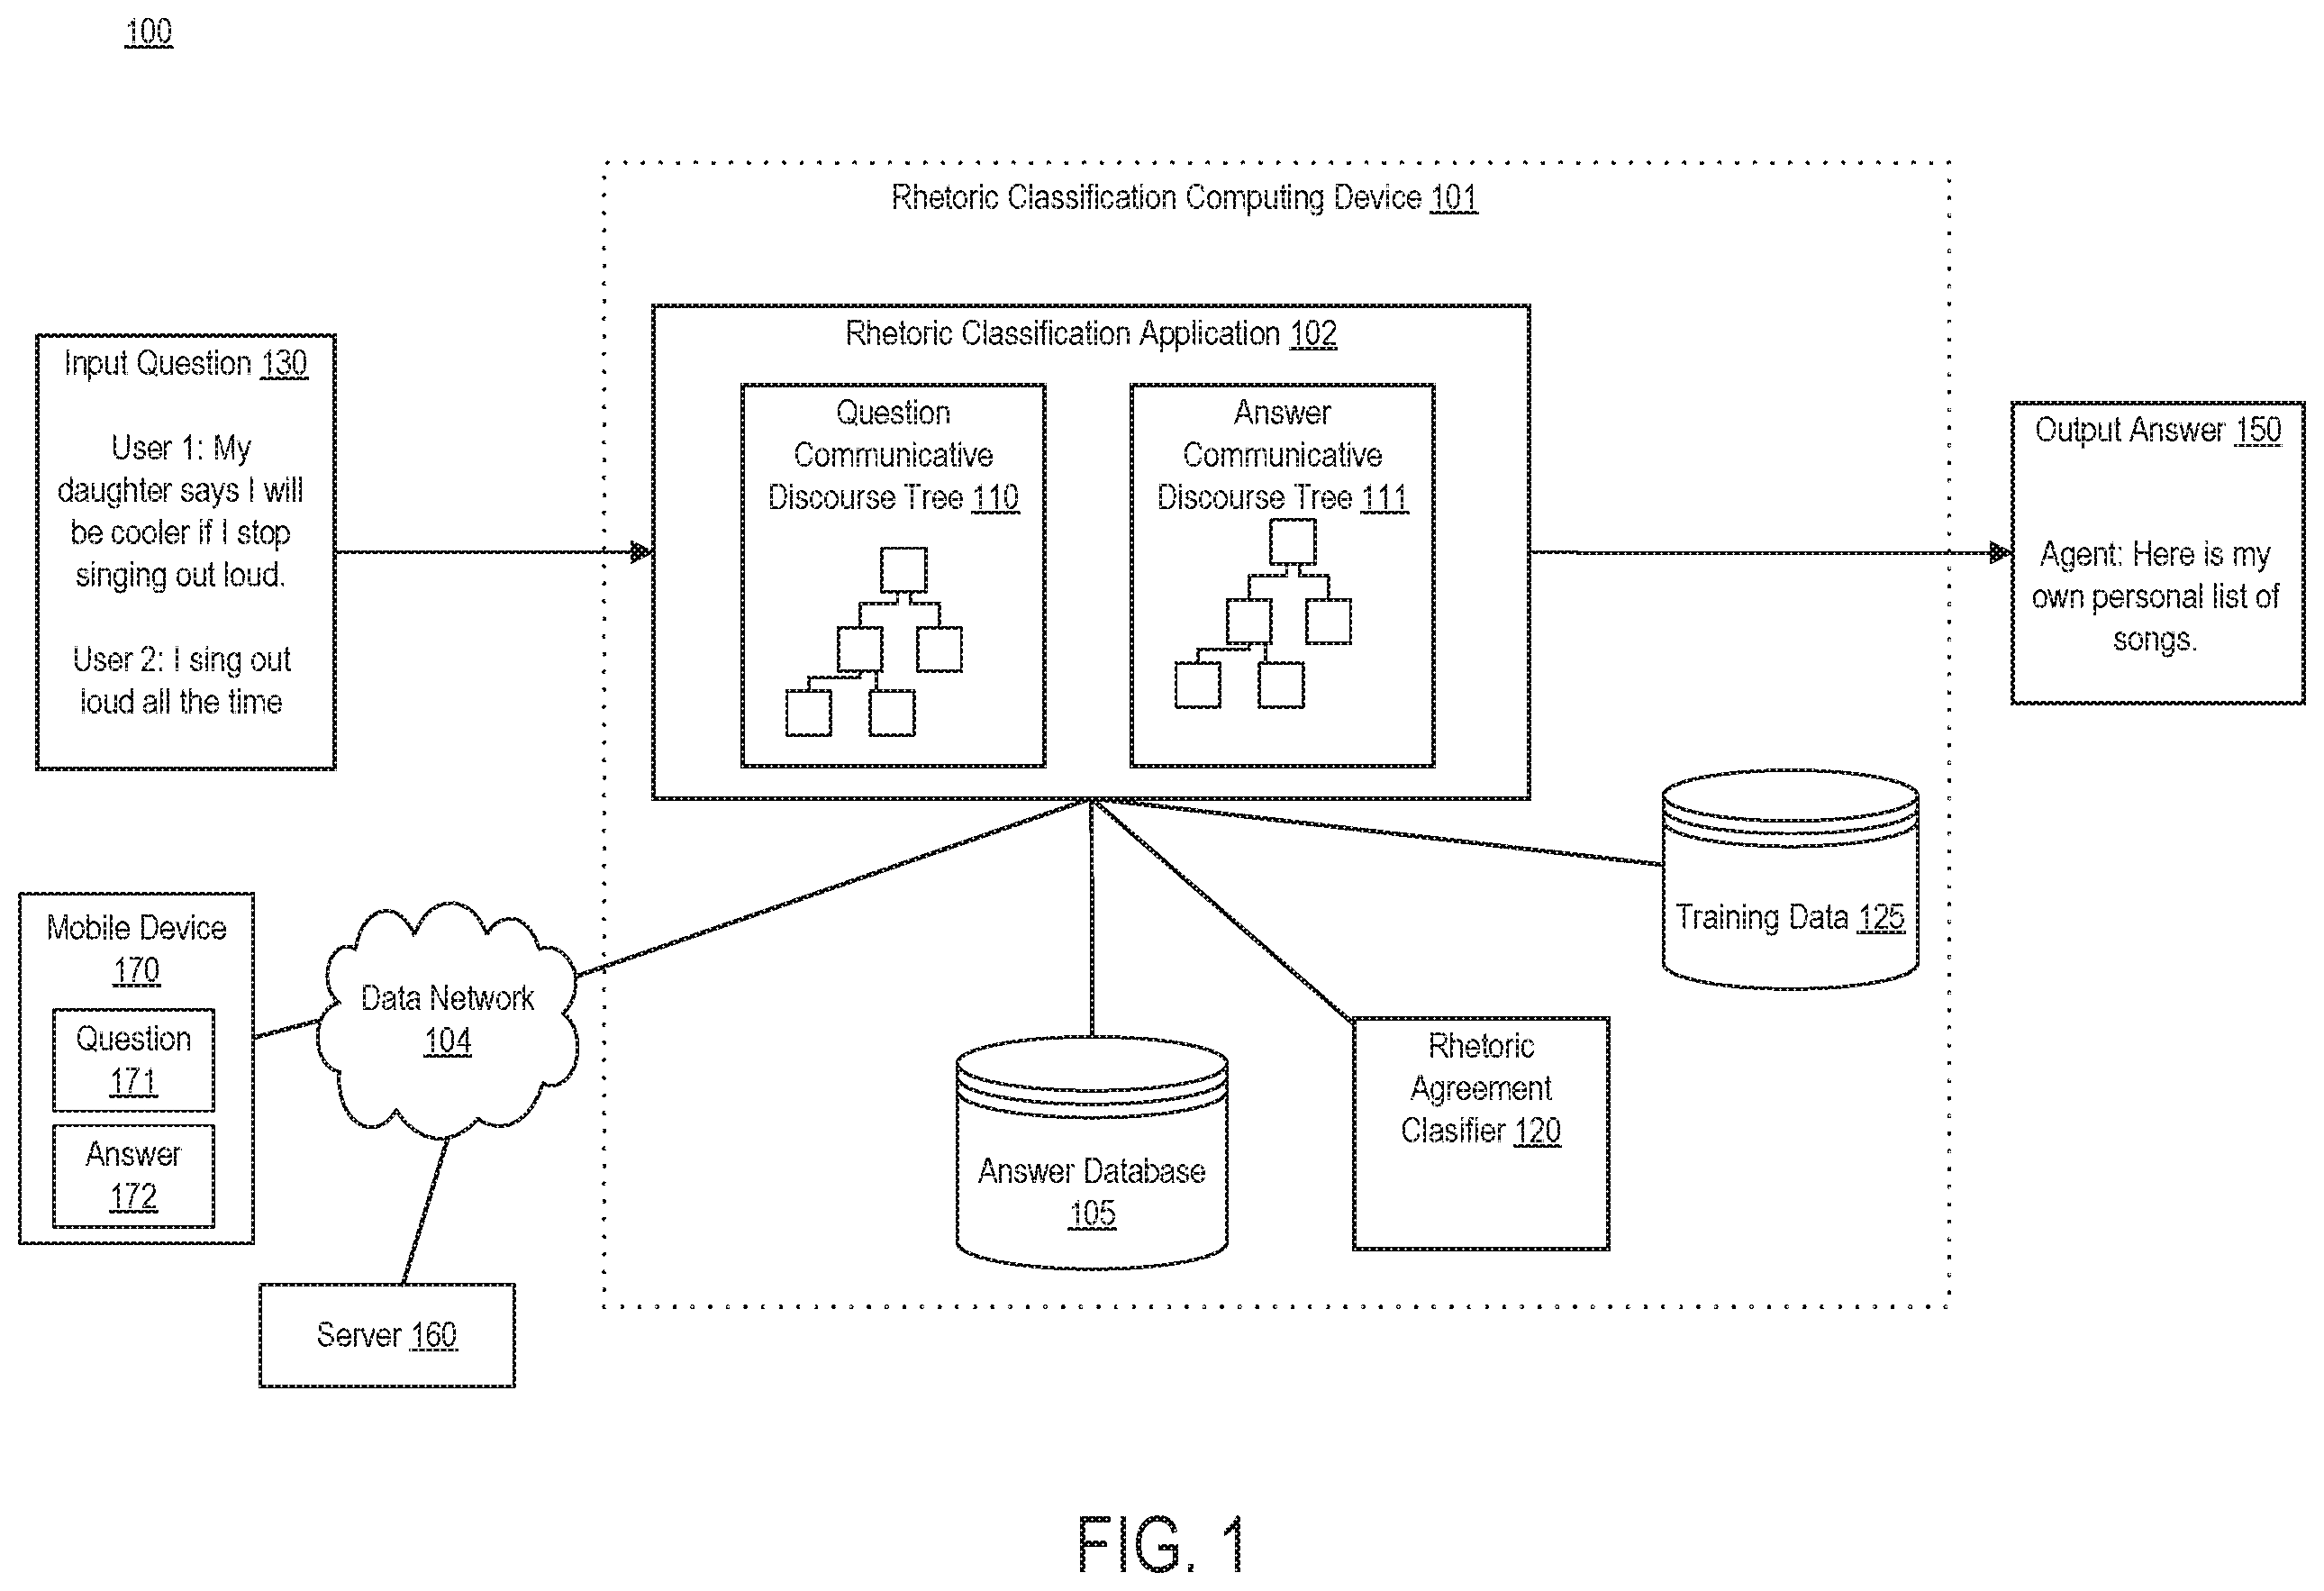 100
Rhetoric Classification Computing Device 101
Rhetoric Classification Application 102
Input Question 130
User 1: My
daughter says I will
be cooler if I stop
singing out loud.
User 2: I sing out
loud all the time
Question
Communicative
Discourse Tree 110
Answer
Communicative
Discourse Tree 111
Output Answer 150
Agent: Here is my
own personal list of
songs.
Training Data 125
Mobile Device
170
Question
171
Answer
172
Data Network
104
Server 160
Answer Database
105
Rhetoric
Agreement
Clasifier 120
FIG. 1